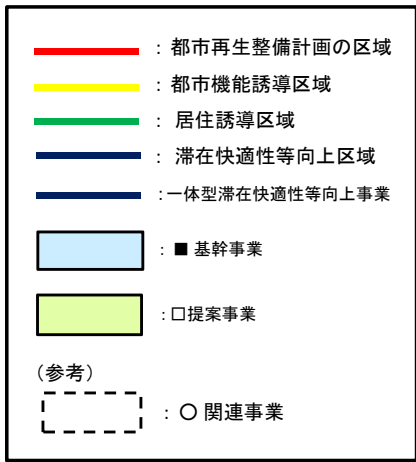 ：都市再生整備計画の区域
：都市機能誘導区域
：居住誘導区域
：滞在快適性等向上区域
：一体型滞在快適性等向上事業
：■ 基幹事業
：□提案事業
（参考）
：〇 関連事業